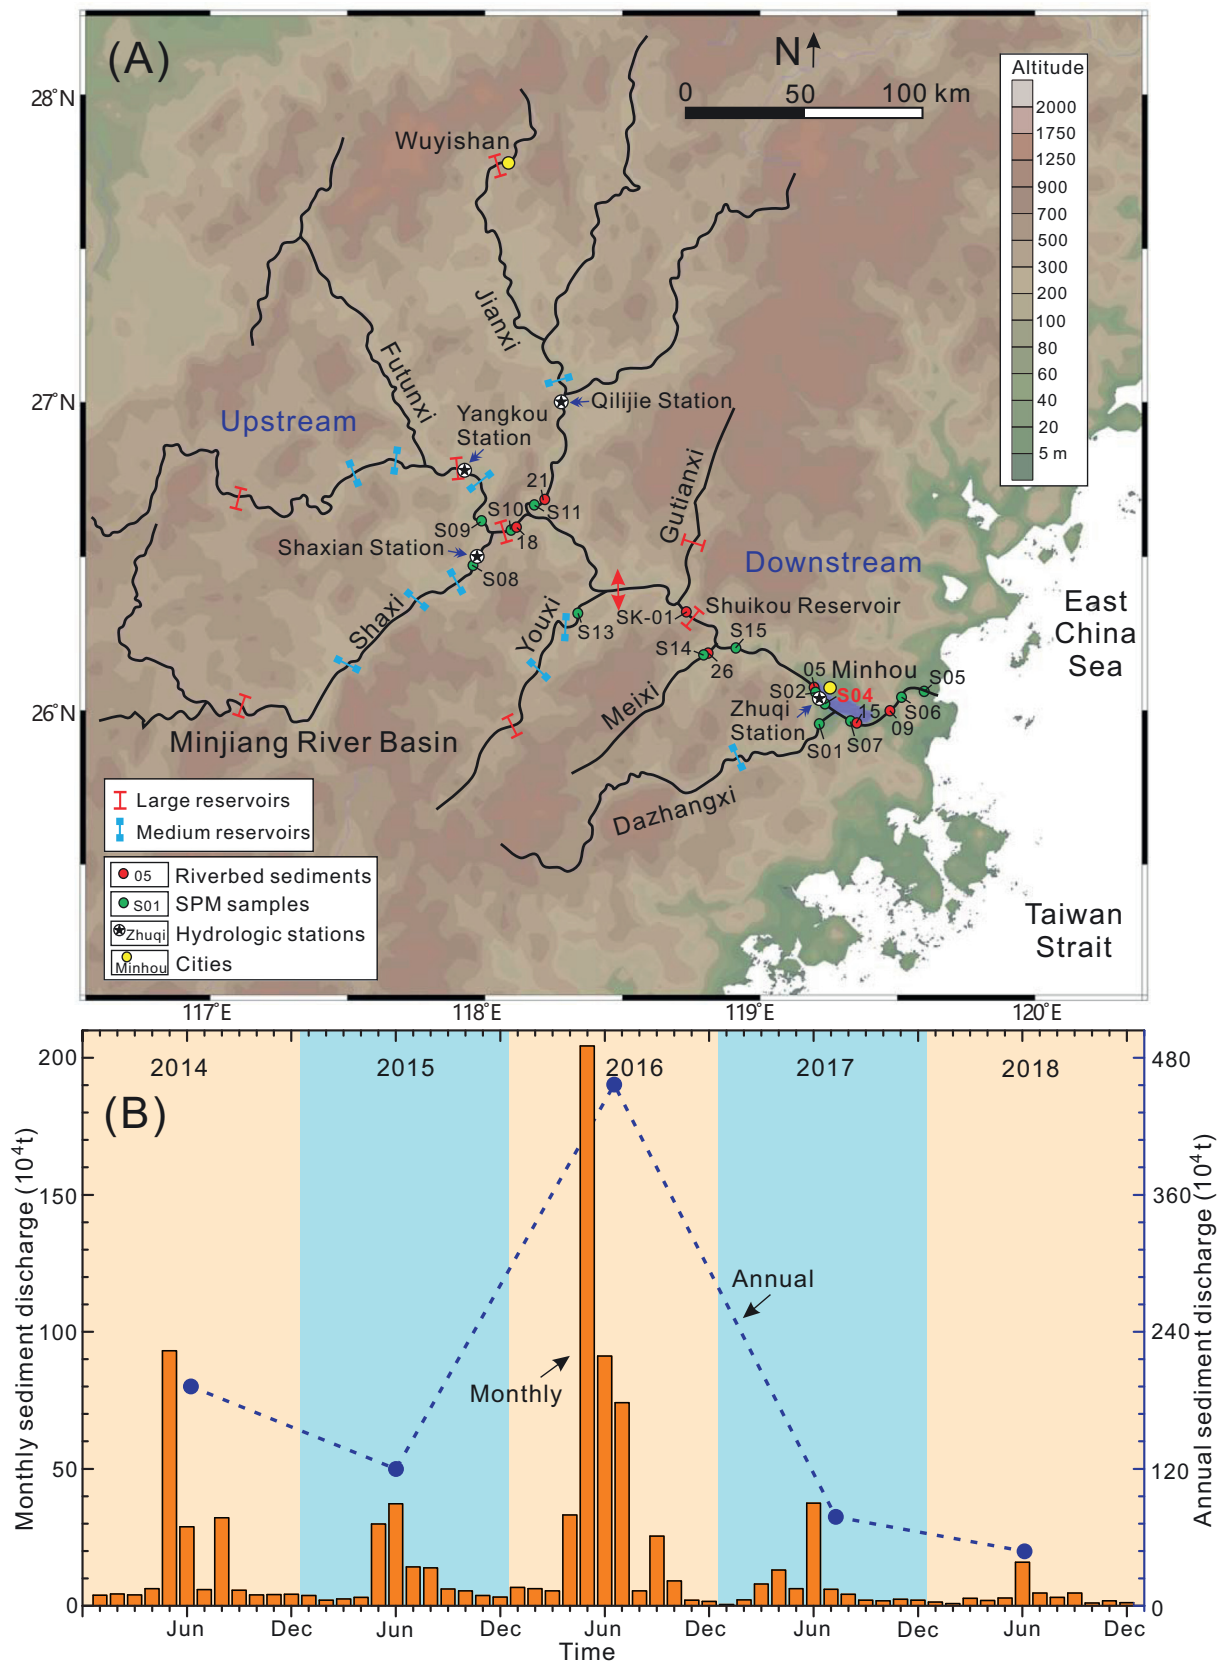 (A)
N
0 50 100 km
Altitude
2000
1750
1250
900
700
500
300
200
100
80
60
40
20
5 m
28°N
27°N
26°N
Wuyishan
Jianxi
Futunxi
Qilijie Station
Upstream
Yangkou
Station
21
S10
S11
S09
18
Shaxian Station
S08
Gutianxi
Downstream
Shaxi
Youxi
S13
SK-01
Shuikou Reservoir
East
China
Sea
S14
S15
26
Meixi
05
Minhou
S05
S02
S04
Zhuqi
Station
15
S06
09
S01
S07
Minjiang River Basin
Dazhangxi
Large reservoirs
Medium reservoirs
05 Riverbed sediments
S01 SPM samples
Zhuqi Hydrologic stations
Minhou Cities
Taiwan
Strait
117°E 118°E 119°E 120°E
(B)
2014 2015 2016 2017 2018
200
150
100
50
0
480
360
240
120
0
Monthly sediment discharge (10⁴t)
Annual sediment discharge (10⁴t)
Annual
Monthly
Jun Dec Jun Dec Jun Dec Jun Dec Jun Dec
Time